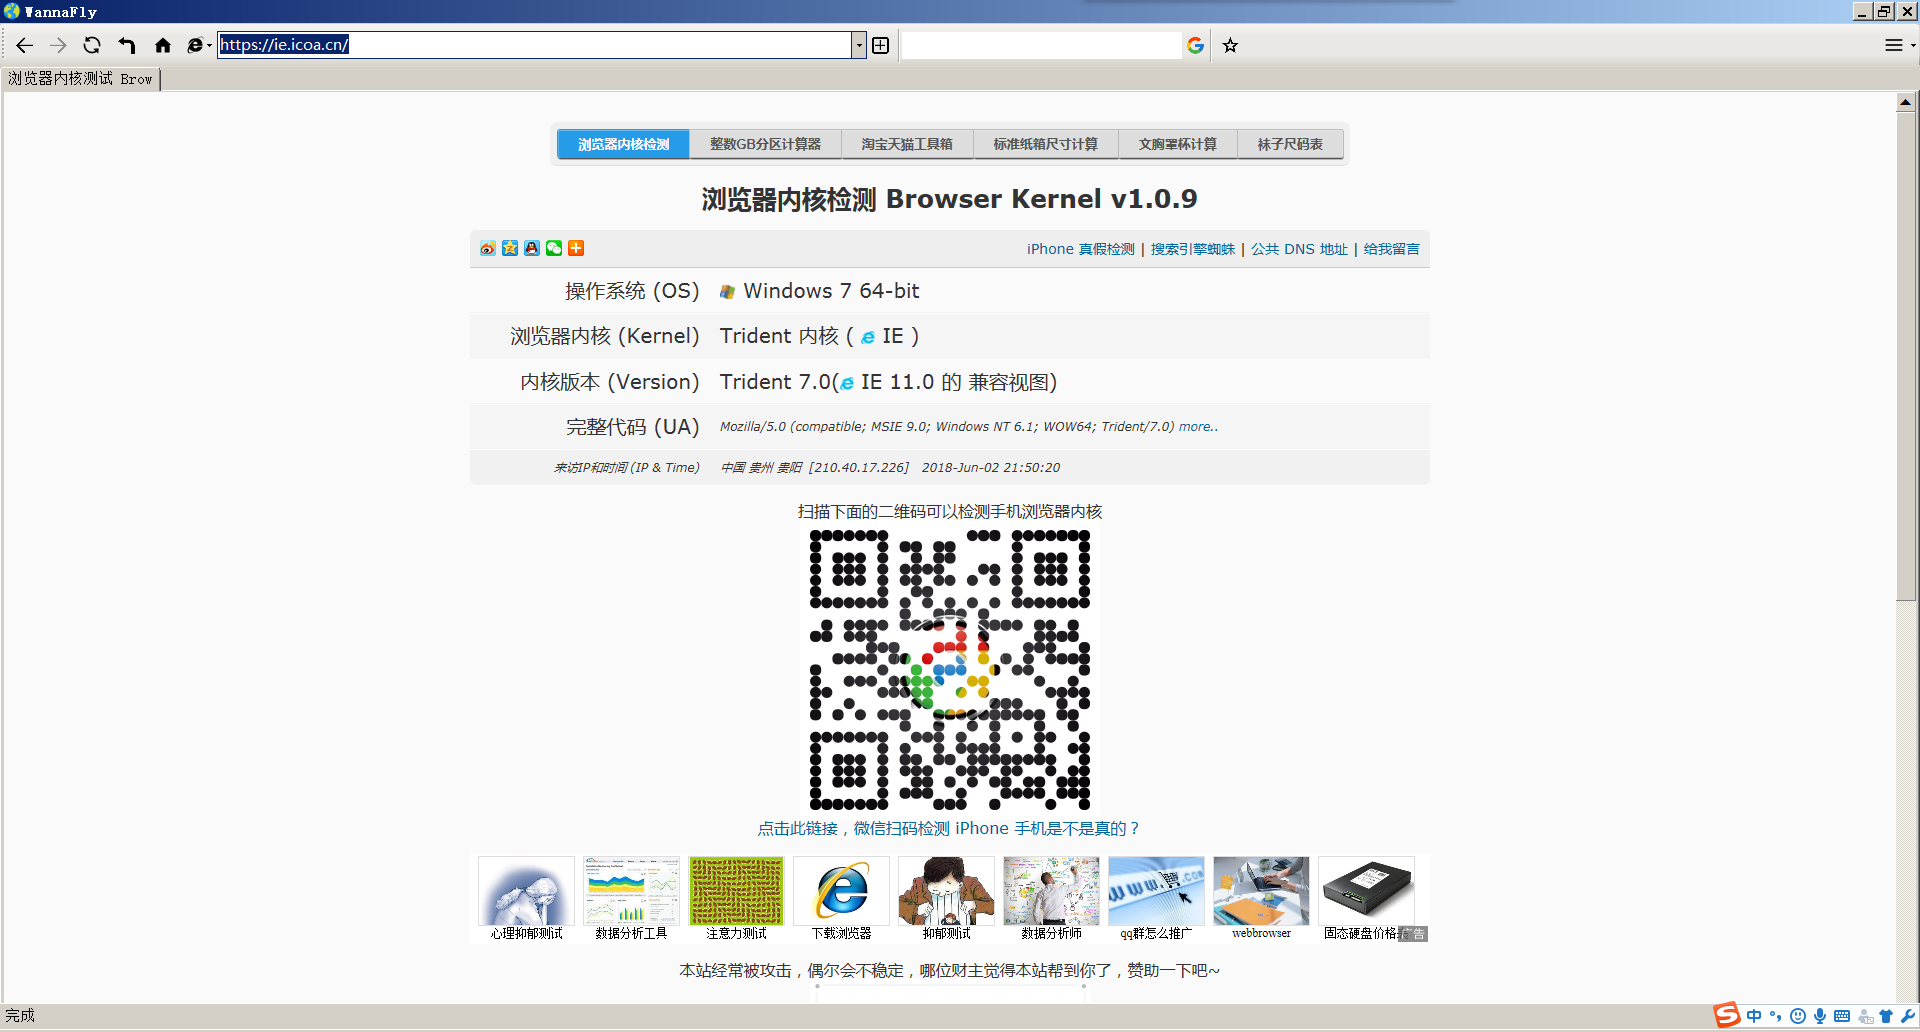 WannaFly
https://ie.icoa.cn/
浏览器内核测试 Brow
浏览器内核检测 整数GB分区计算器 淘宝天猫工具箱 标准纸箱尺寸计算 文胸罩杯计算 袜子尺码表
浏览器内核检测 Browser Kernel v1.0.9
iPhone 真假检测 | 搜索引擎蜘蛛 | 公共 DNS 地址 | 给我留言
操作系统 (OS) Windows 7 64-bit
浏览器内核 (Kernel) Trident 内核 ( IE )
内核版本 (Version) Trident 7.0( IE 11.0 的 兼容视图)
完整代码 (UA) Mozilla/5.0 (compatible; MSIE 9.0; Windows NT 6.1; WOW64; Trident/7.0) more..
来访IP和时间 (IP & Time) 中国 贵州 贵阳 [210.40.17.226] 2018-Jun-02 21:50:20
扫描下面的二维码可以检测手机浏览器内核
点击此链接，微信扫码检测 iPhone 手机是不是真的？
心理抑郁测试 数据分析工具 注意力测试 下载浏览器 抑郁测试 数据分析师 qq群怎么推广 webbrowser 固态硬盘价格 广告
本站经常被攻击，偶尔会不稳定，哪位财主觉得本站帮到你了，赞助一下吧~
完成
中